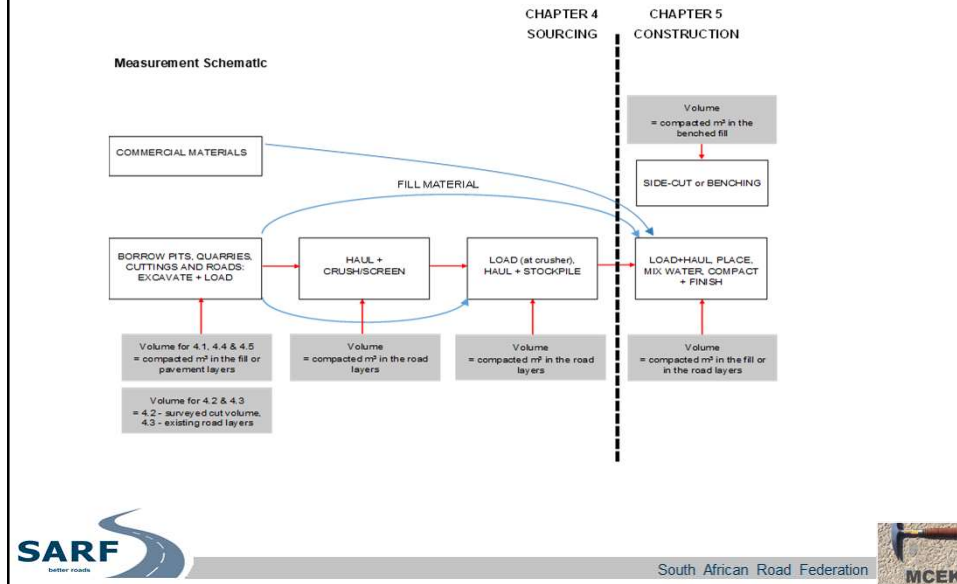 CHAPTER 4
SOURCING
CHAPTER 5
CONSTRUCTION
Measurement Schematic
Volume
= compacted m³ in the
benched fill
COMMERCIAL MATERIALS
SIDE-CUT or BENCHING
FILL MATERIAL
BORROW PITS, QUARRIES,
CUTTINGS AND ROADS:
EXCAVATE + LOAD
HAUL +
CRUSH/SCREEN
LOAD (at crusher),
HAUL + STOCKPILE
LOAD+HAUL, PLACE,
MIX WATER, COMPACT
+ FINISH
Volume for 4.1, 4.4 & 4.5
= compacted m³ in the fill or
pavement layers
Volume
= compacted m³ in the road
layers
Volume
= compacted m³ in the road
layers
Volume
= compacted m³ in the fill or
in the road layers
Volume for 4.2 & 4.3
= 4.2 - surveyed cut volume,
4.3 - existing road layers
SARF
better roads
South African Road Federation
MCEK